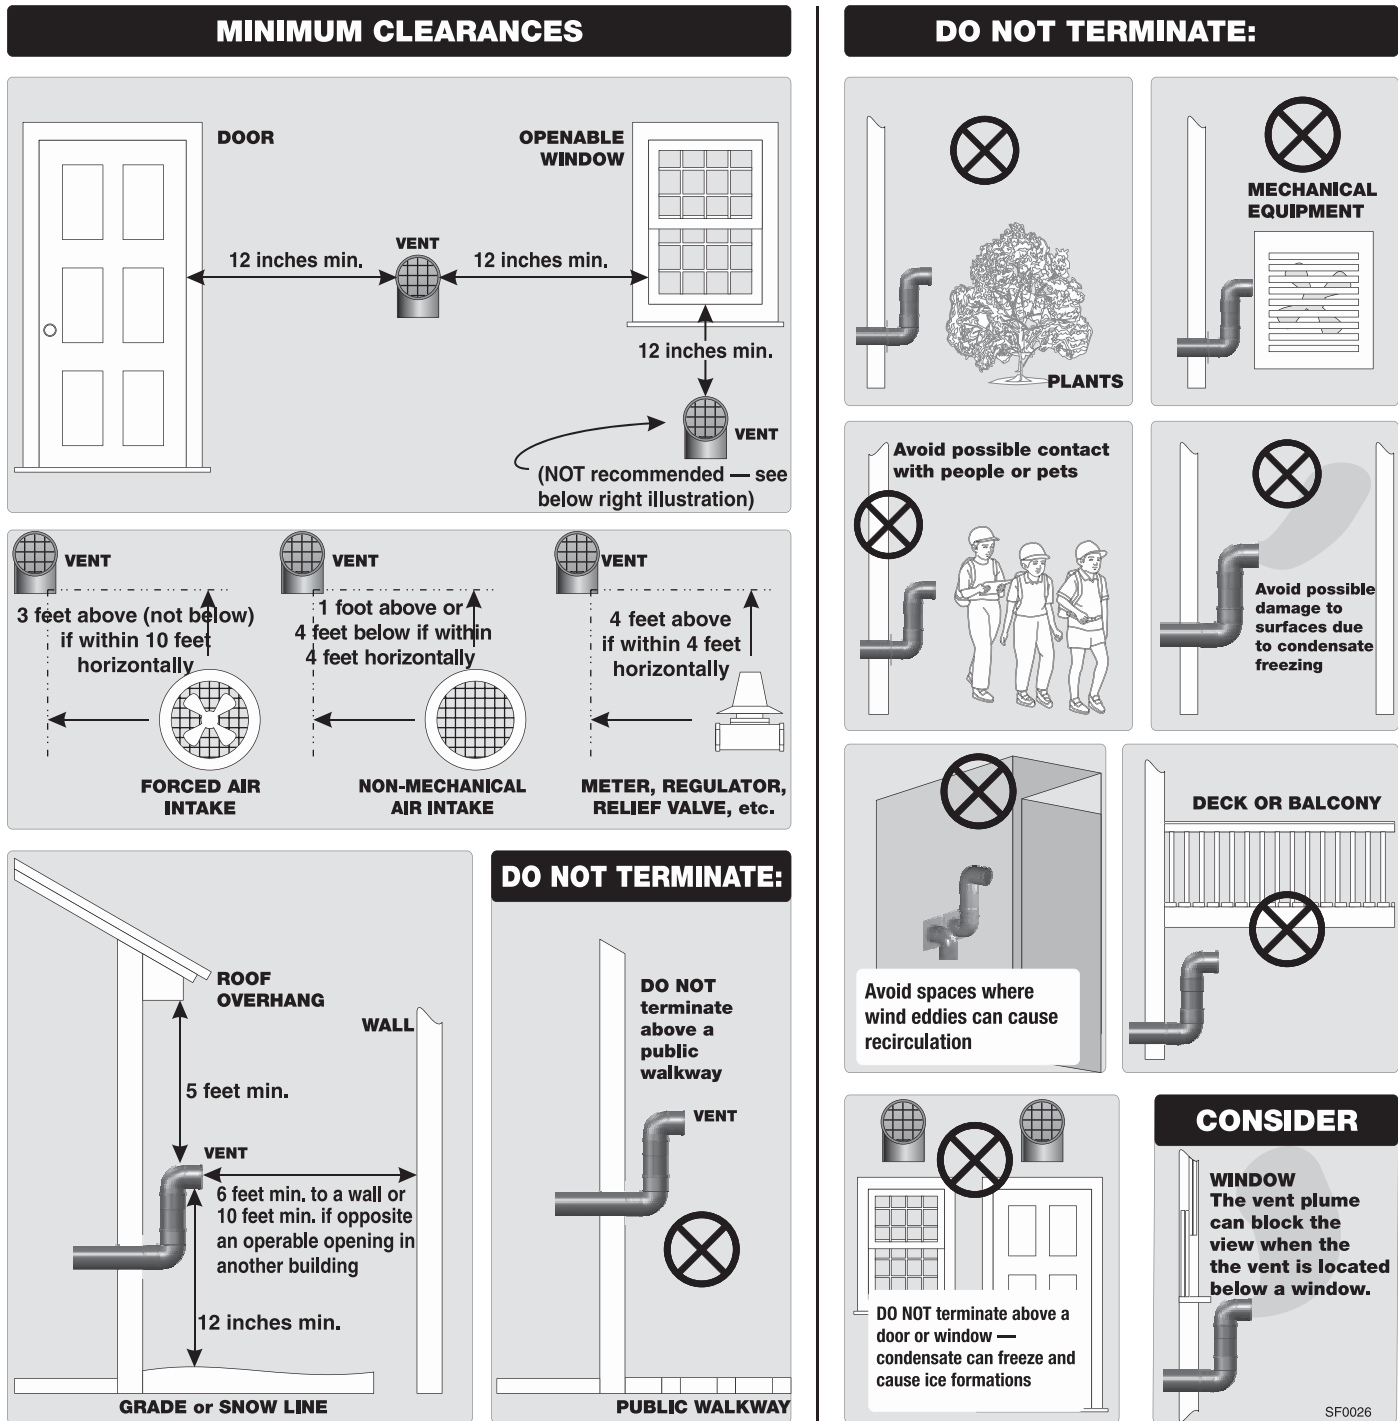 MINIMUM CLEARANCES
DOOR
OPENABLE
WINDOW
VENT
12 inches min.
12 inches min.
12 inches min.
VENT
(NOT recommended — see
below right illustration)
VENT
3 feet above (not below)
if within 10 feet
horizontally
FORCED AIR
INTAKE
VENT
1 foot above or
4 feet below if within
4 feet horizontally
NON-MECHANICAL
AIR INTAKE
VENT
4 feet above
if within 4 feet
horizontally
METER, REGULATOR,
RELIEF VALVE, etc.
ROOF
OVERHANG
WALL
5 feet min.
VENT
6 feet min. to a wall or
10 feet min. if opposite
an operable opening in
another building
12 inches min.
GRADE or SNOW LINE
DO NOT TERMINATE:
DO NOT
terminate
above a
public
walkway
VENT
PUBLIC WALKWAY
DO NOT TERMINATE:
PLANTS
MECHANICAL
EQUIPMENT
Avoid possible contact
with people or pets
Avoid possible
damage to
surfaces due
to condensate
freezing
Avoid spaces where
wind eddies can cause
recirculation
DECK OR BALCONY
DO NOT terminate above a
door or window —
condensate can freeze and
cause ice formations
CONSIDER
WINDOW
The vent plume
can block the
view when the
the vent is located
below a window.
SF0026